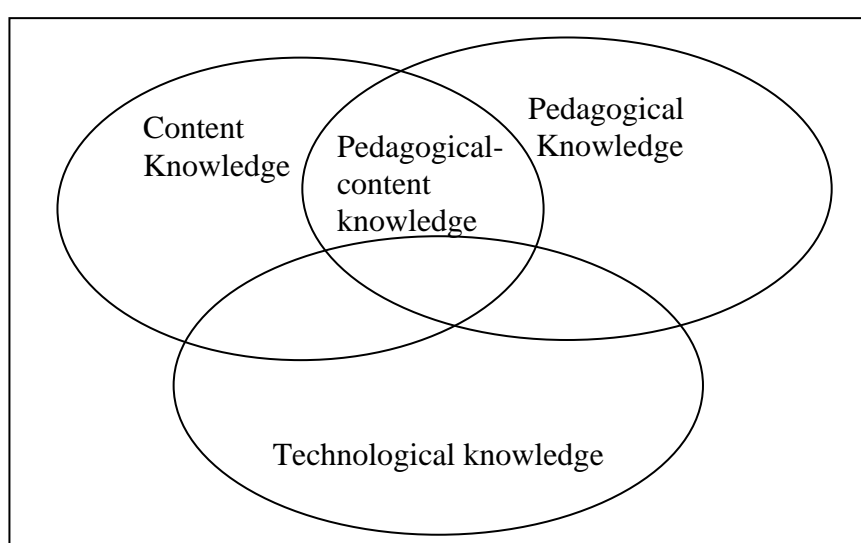 Content
Knowledge
Pedagogical-
content
knowledge
Pedagogical
Knowledge
Technological knowledge